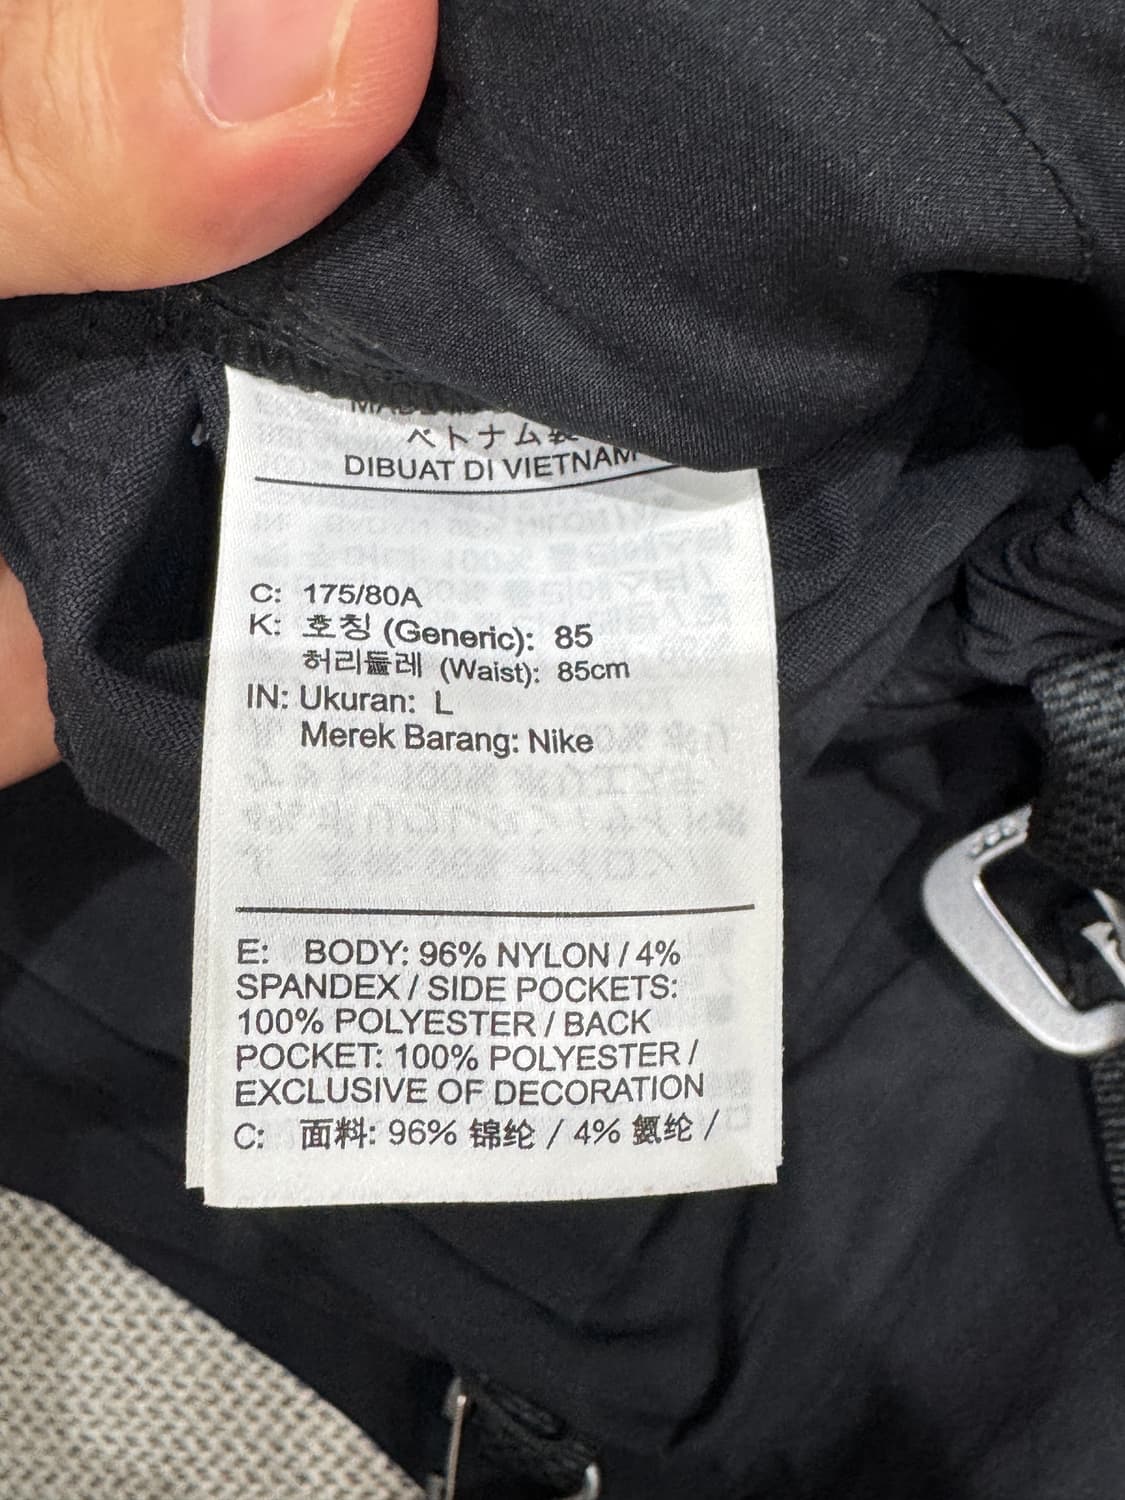 ベトナム製
DIBUAT DI VIETNAM
C: 175/80A
K: 호칭 (Generic): 85
허리둘레 (Waist): 85cm
IN: Ukuran: L
Merek Barang: Nike
E: BODY: 96% NYLON / 4%
SPANDEX / SIDE POCKETS:
100% POLYESTER / BACK
POCKET: 100% POLYESTER /
EXCLUSIVE OF DECORATION
C: 面料: 96% 锦纶 / 4% 氨纶 /